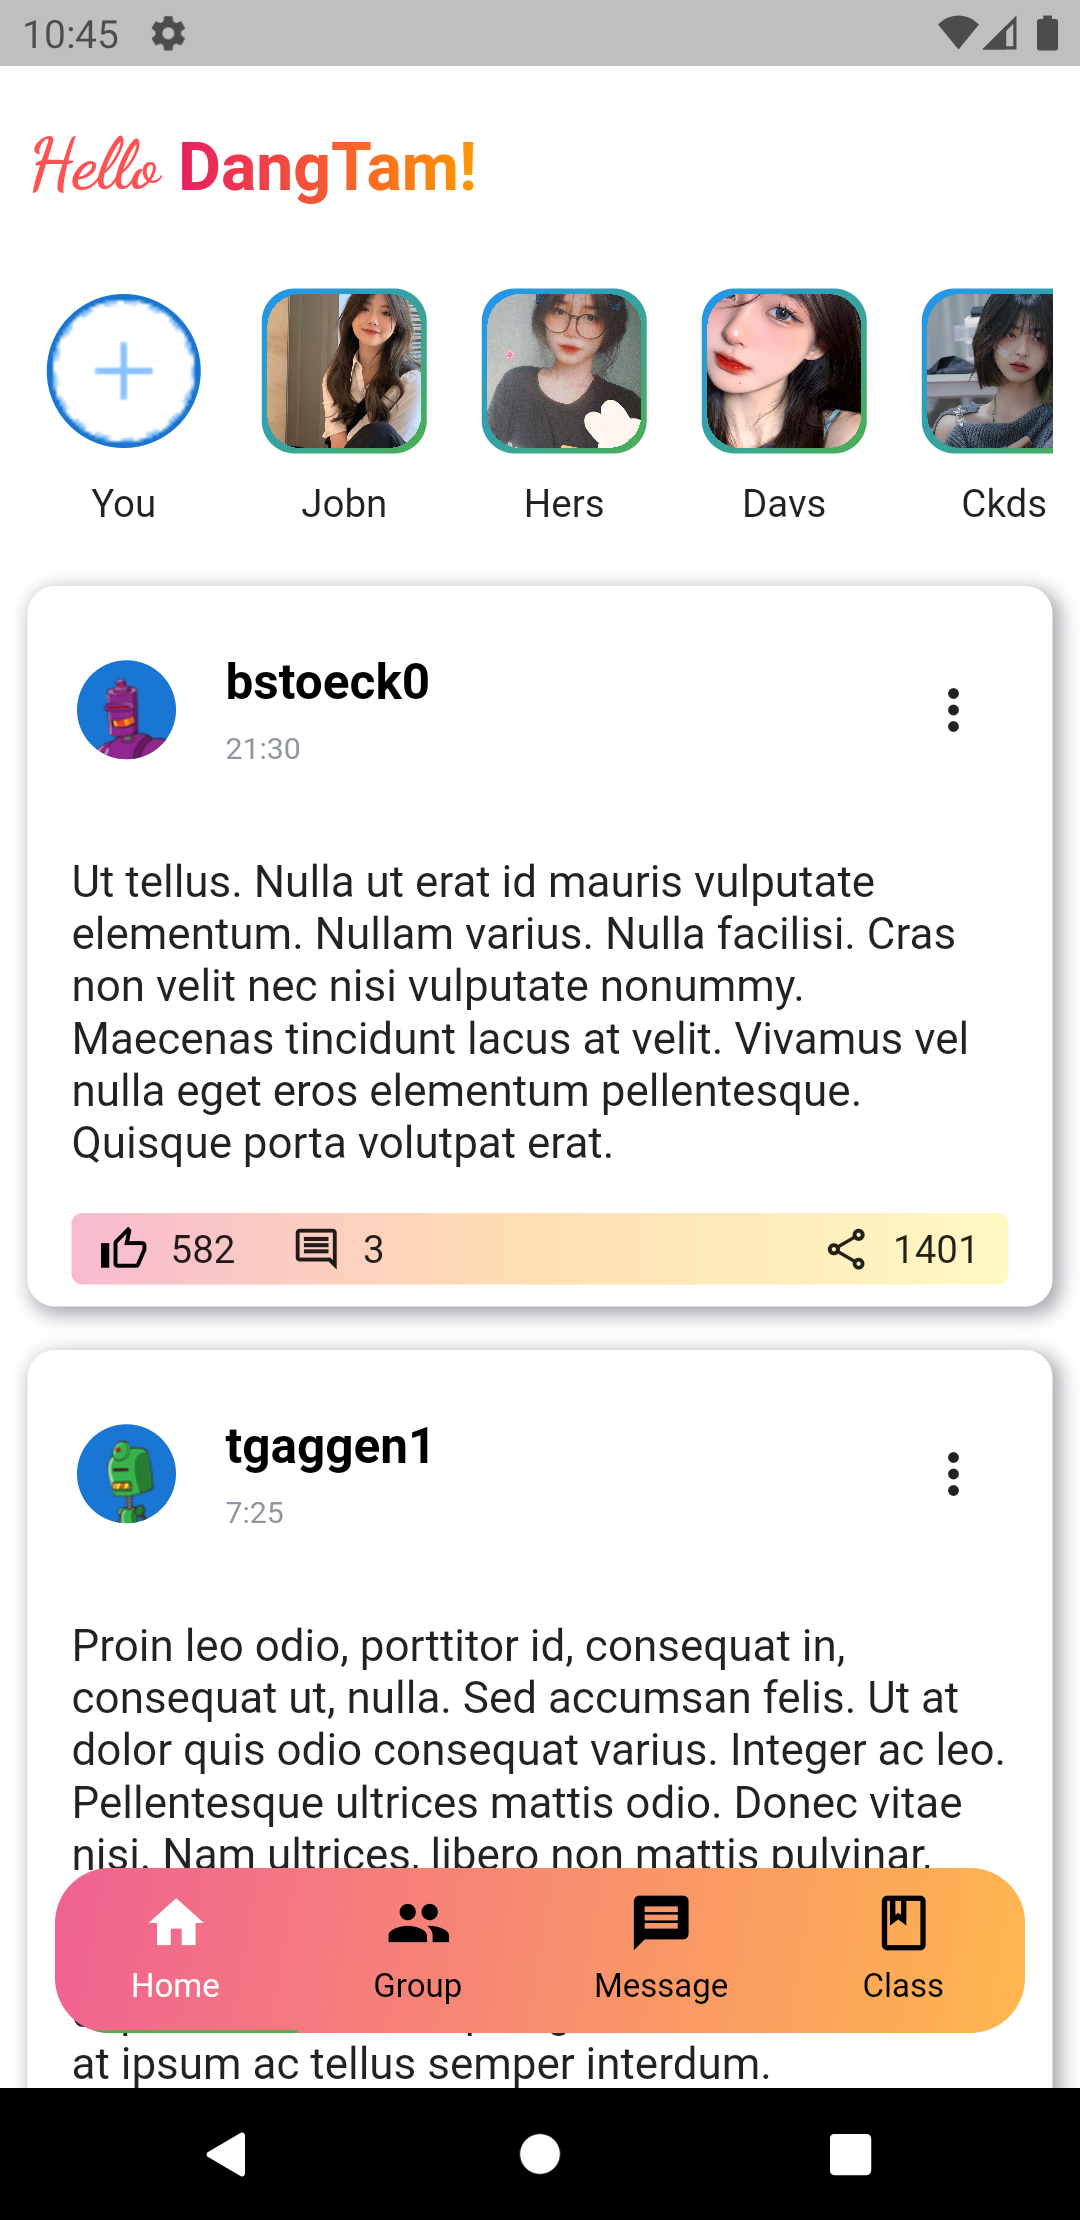 10:45
Hello DangTam!
You
Jobn
Hers
Davs
Ckds
bstoeck0
21:30
Ut tellus. Nulla ut erat id mauris vulputate
elementum. Nullam varius. Nulla facilisi. Cras
non velit nec nisi vulputate nonummy.
Maecenas tincidunt lacus at velit. Vivamus vel
nulla eget eros elementum pellentesque.
Quisque porta volutpat erat.
582
3
1401
tgaggen1
7:25
Proin leo odio, porttitor id, consequat in,
consequat ut, nulla. Sed accumsan felis. Ut at
dolor quis odio consequat varius. Integer ac leo.
Pellentesque ultrices mattis odio. Donec vitae
nisi. Nam ultrices, libero non mattis pulvinar,
Home
Group
Message
Class
at ipsum ac tellus semper interdum.